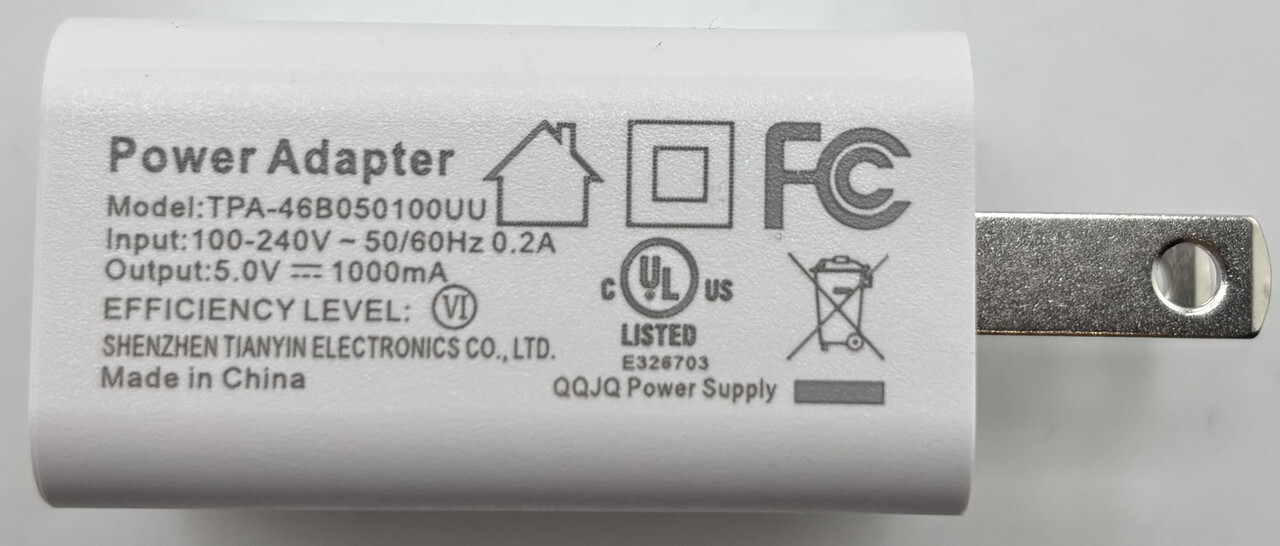 Power Adapter
Model:TPA-46B050100UU
Input:100-240V ~ 50/60Hz 0.2A
Output:5.0V ⎓ 1000mA
EFFICIENCY LEVEL: Ⓥⅰ
SHENZHEN TIANYIN ELECTRONICS CO., LTD.
Made in China
FC
C UL US
LISTED
E326703
QQJQ Power Supply